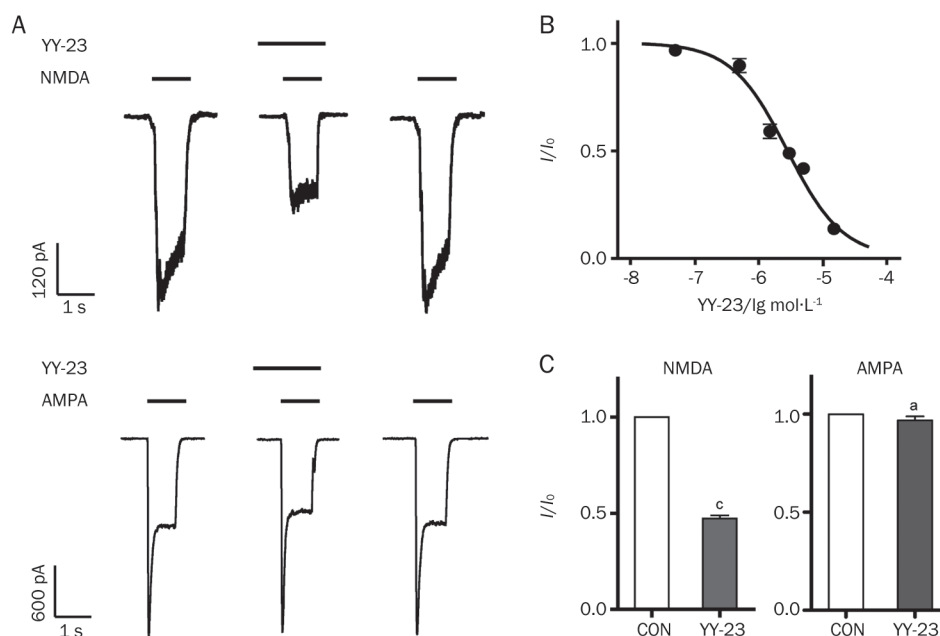 A
YY-23
NMDA
120 pA
1 s
YY-23
AMPA
600 pA
1 s
B
1.0
0.5
0.0
I/I₀
-8 -7 -6 -5 -4
YY-23/lg mol·L⁻¹
C
NMDA
1.0
0.5
0.0
I/I₀
c
CON YY-23
AMPA
1.0
0.5
0.0
a
CON YY-23